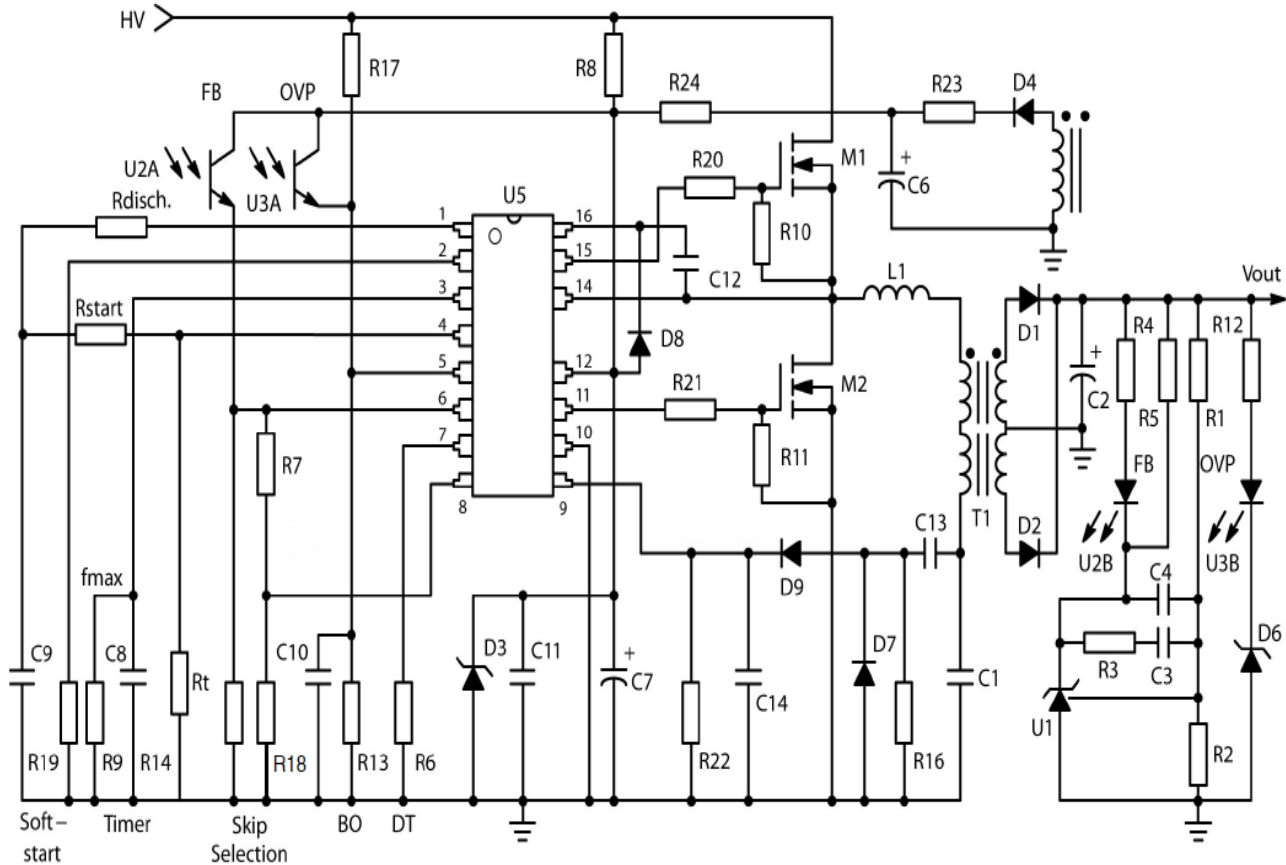 HV
R17
R8
FB
OVP
R24
R23
D4
U2A
U3A
Rdisch.
U5
R20
M1
C6
1
16
2
15
R10
3
14
C12
L1
Vout
Rstart
4
D8
D1
R4
R12
5
12
R21
M2
C2
6
11
R5
R1
7
10
R7
R11
FB
OVP
8
9
T1
C13
D2
U2B
U3B
fmax
D9
C4
C9
C8
Rt
C10
D3
C11
+
C7
D7
C14
C1
R3
C3
D6
U1
R19
R9
R14
R18
R13
R6
R22
R16
R2
Soft–
start
Timer
Skip
Selection
BO
DT
+
+